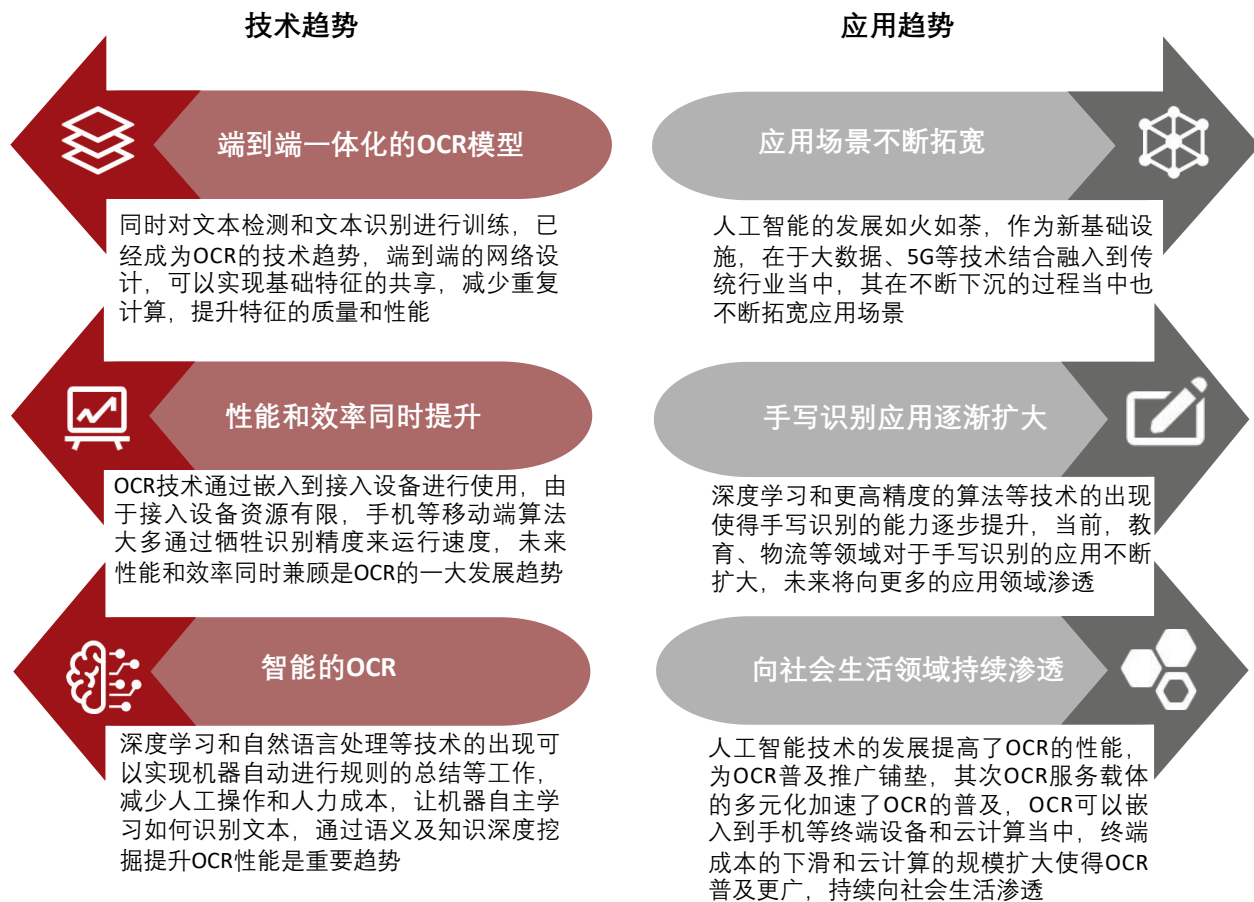 技术趋势
端到端一体化的OCR模型
同时对文本检测和文本识别进行训练，已
经成为OCR的技术趋势，端到端的网络设
计，可以实现基础特征的共享，减少重复
计算，提升特征的质量和性能
性能和效率同时提升
OCR技术通过嵌入到接入设备进行使用，由
于接入设备资源有限，手机等移动端算法
大多通过牺牲识别精度来运行速度，未来
性能和效率同时兼顾是OCR的一大发展趋势
智能的OCR
深度学习和自然语言处理等技术的出现可
以实现机器自动进行规则的总结等工作，
减少人工操作和人力成本，让机器自主学
习如何识别文本，通过语义及知识深度挖
掘提升OCR性能是重要趋势
应用趋势
应用场景不断拓宽
人工智能的发展如火如荼，作为新基础设
施，在于大数据、5G等技术结合融入到传
统行业当中，其在不断下沉的过程当中也
不断拓宽应用场景
手写识别应用逐渐扩大
深度学习和更高精度的算法等技术的出现
使得手写识别的能力逐步提升，当前，教
育、物流等领域对于手写识别的应用不断
扩大，未来将向更多的应用领域渗透
向社会生活领域持续渗透
人工智能技术的发展提高了OCR的性能，
为OCR普及推广铺垫，其次OCR服务载体
的多元化加速了OCR的普及，OCR可以嵌
入到手机等终端设备和云计算当中，终端
成本的下滑和云计算的规模扩大使得OCR
普及更广，持续向社会生活渗透